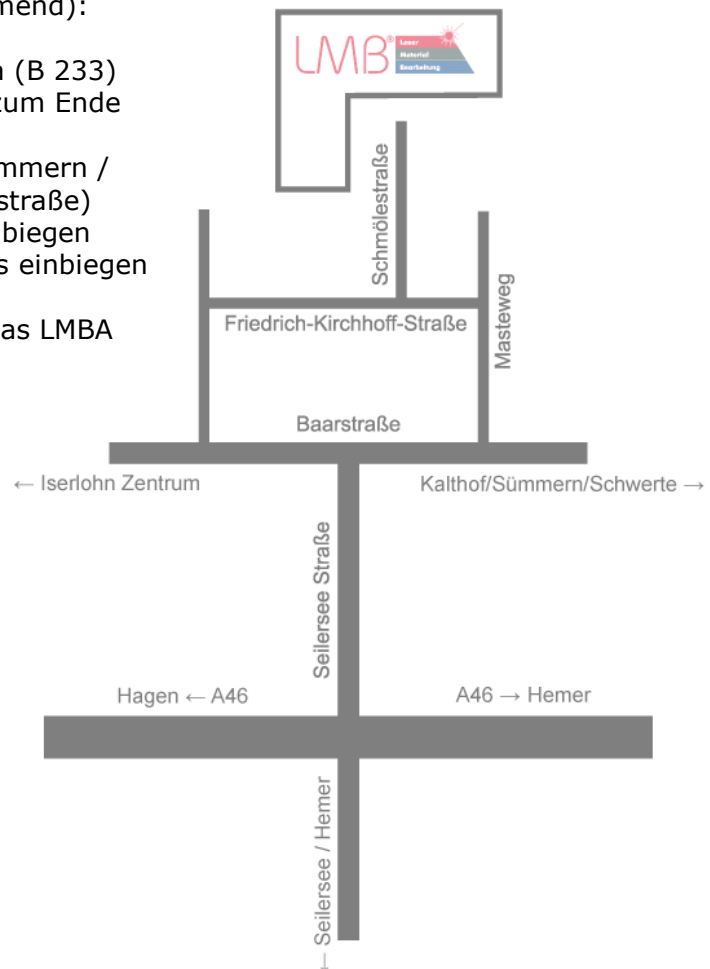 mend):
(B 233)
zum Ende
mmern /
straße)
biegen
s einbiegen
as LMBA
LMB®
Laser
Material
Bearbeitung
Schmölestraße
Friedrich-Kirchhoff-Straße
Masteweg
Baarstraße
← Iserlohn Zentrum
Kalthof/Sümmern/Schwerte →
Seilersee Straße
Hagen ← A46
A46 → Hemer
← Seilersee / Hemer